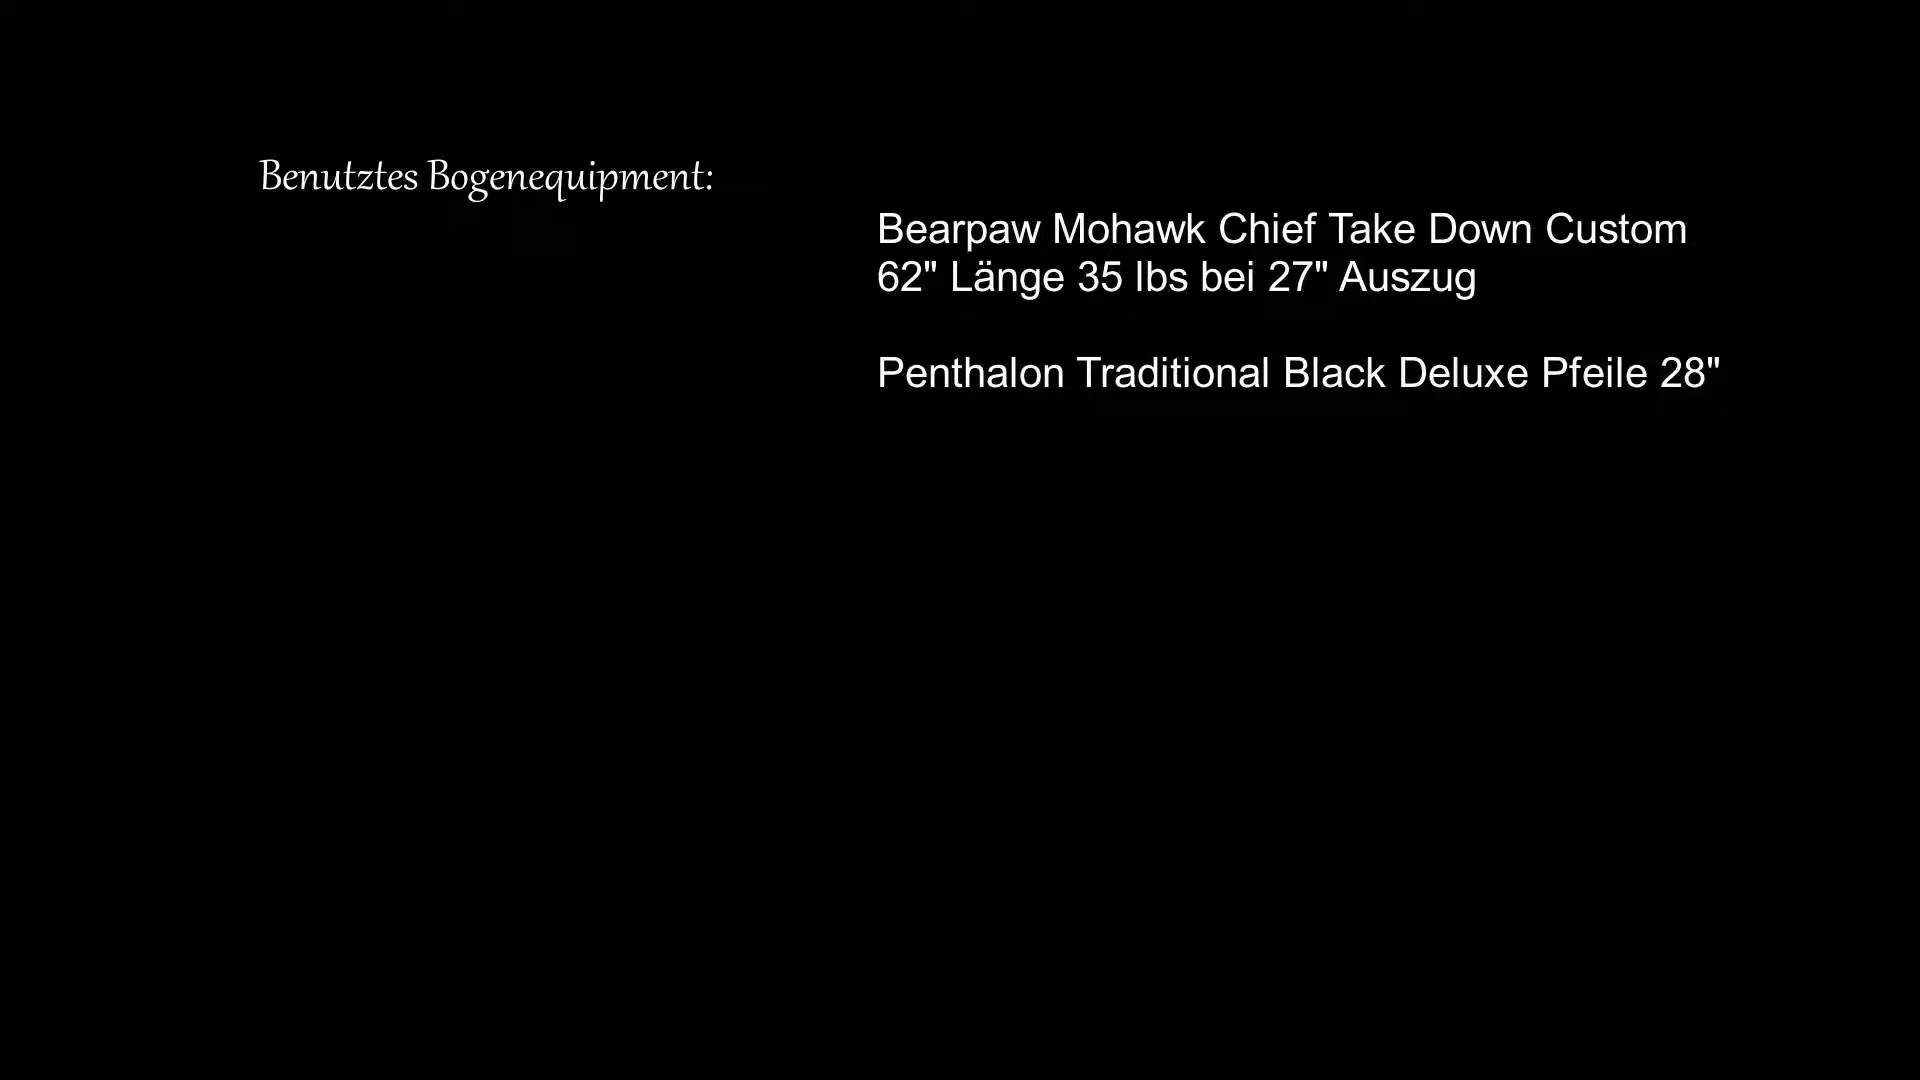 Benutztes Bogenequipment:
Bearpaw Mohawk Chief Take Down Custom
62" Länge 35 lbs bei 27" Auszug
Penthalon Traditional Black Deluxe Pfeile 28"